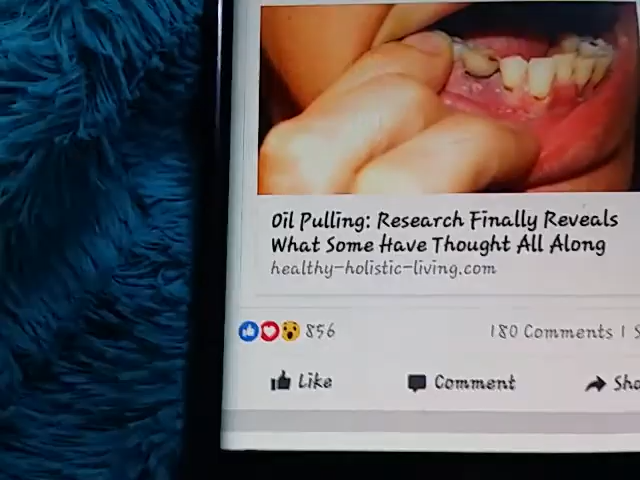 Oil Pulling: Research Finally Reveals
What Some Have Thought All Along
healthy-holistic-living.com
856
180 Comments
Like
Comment